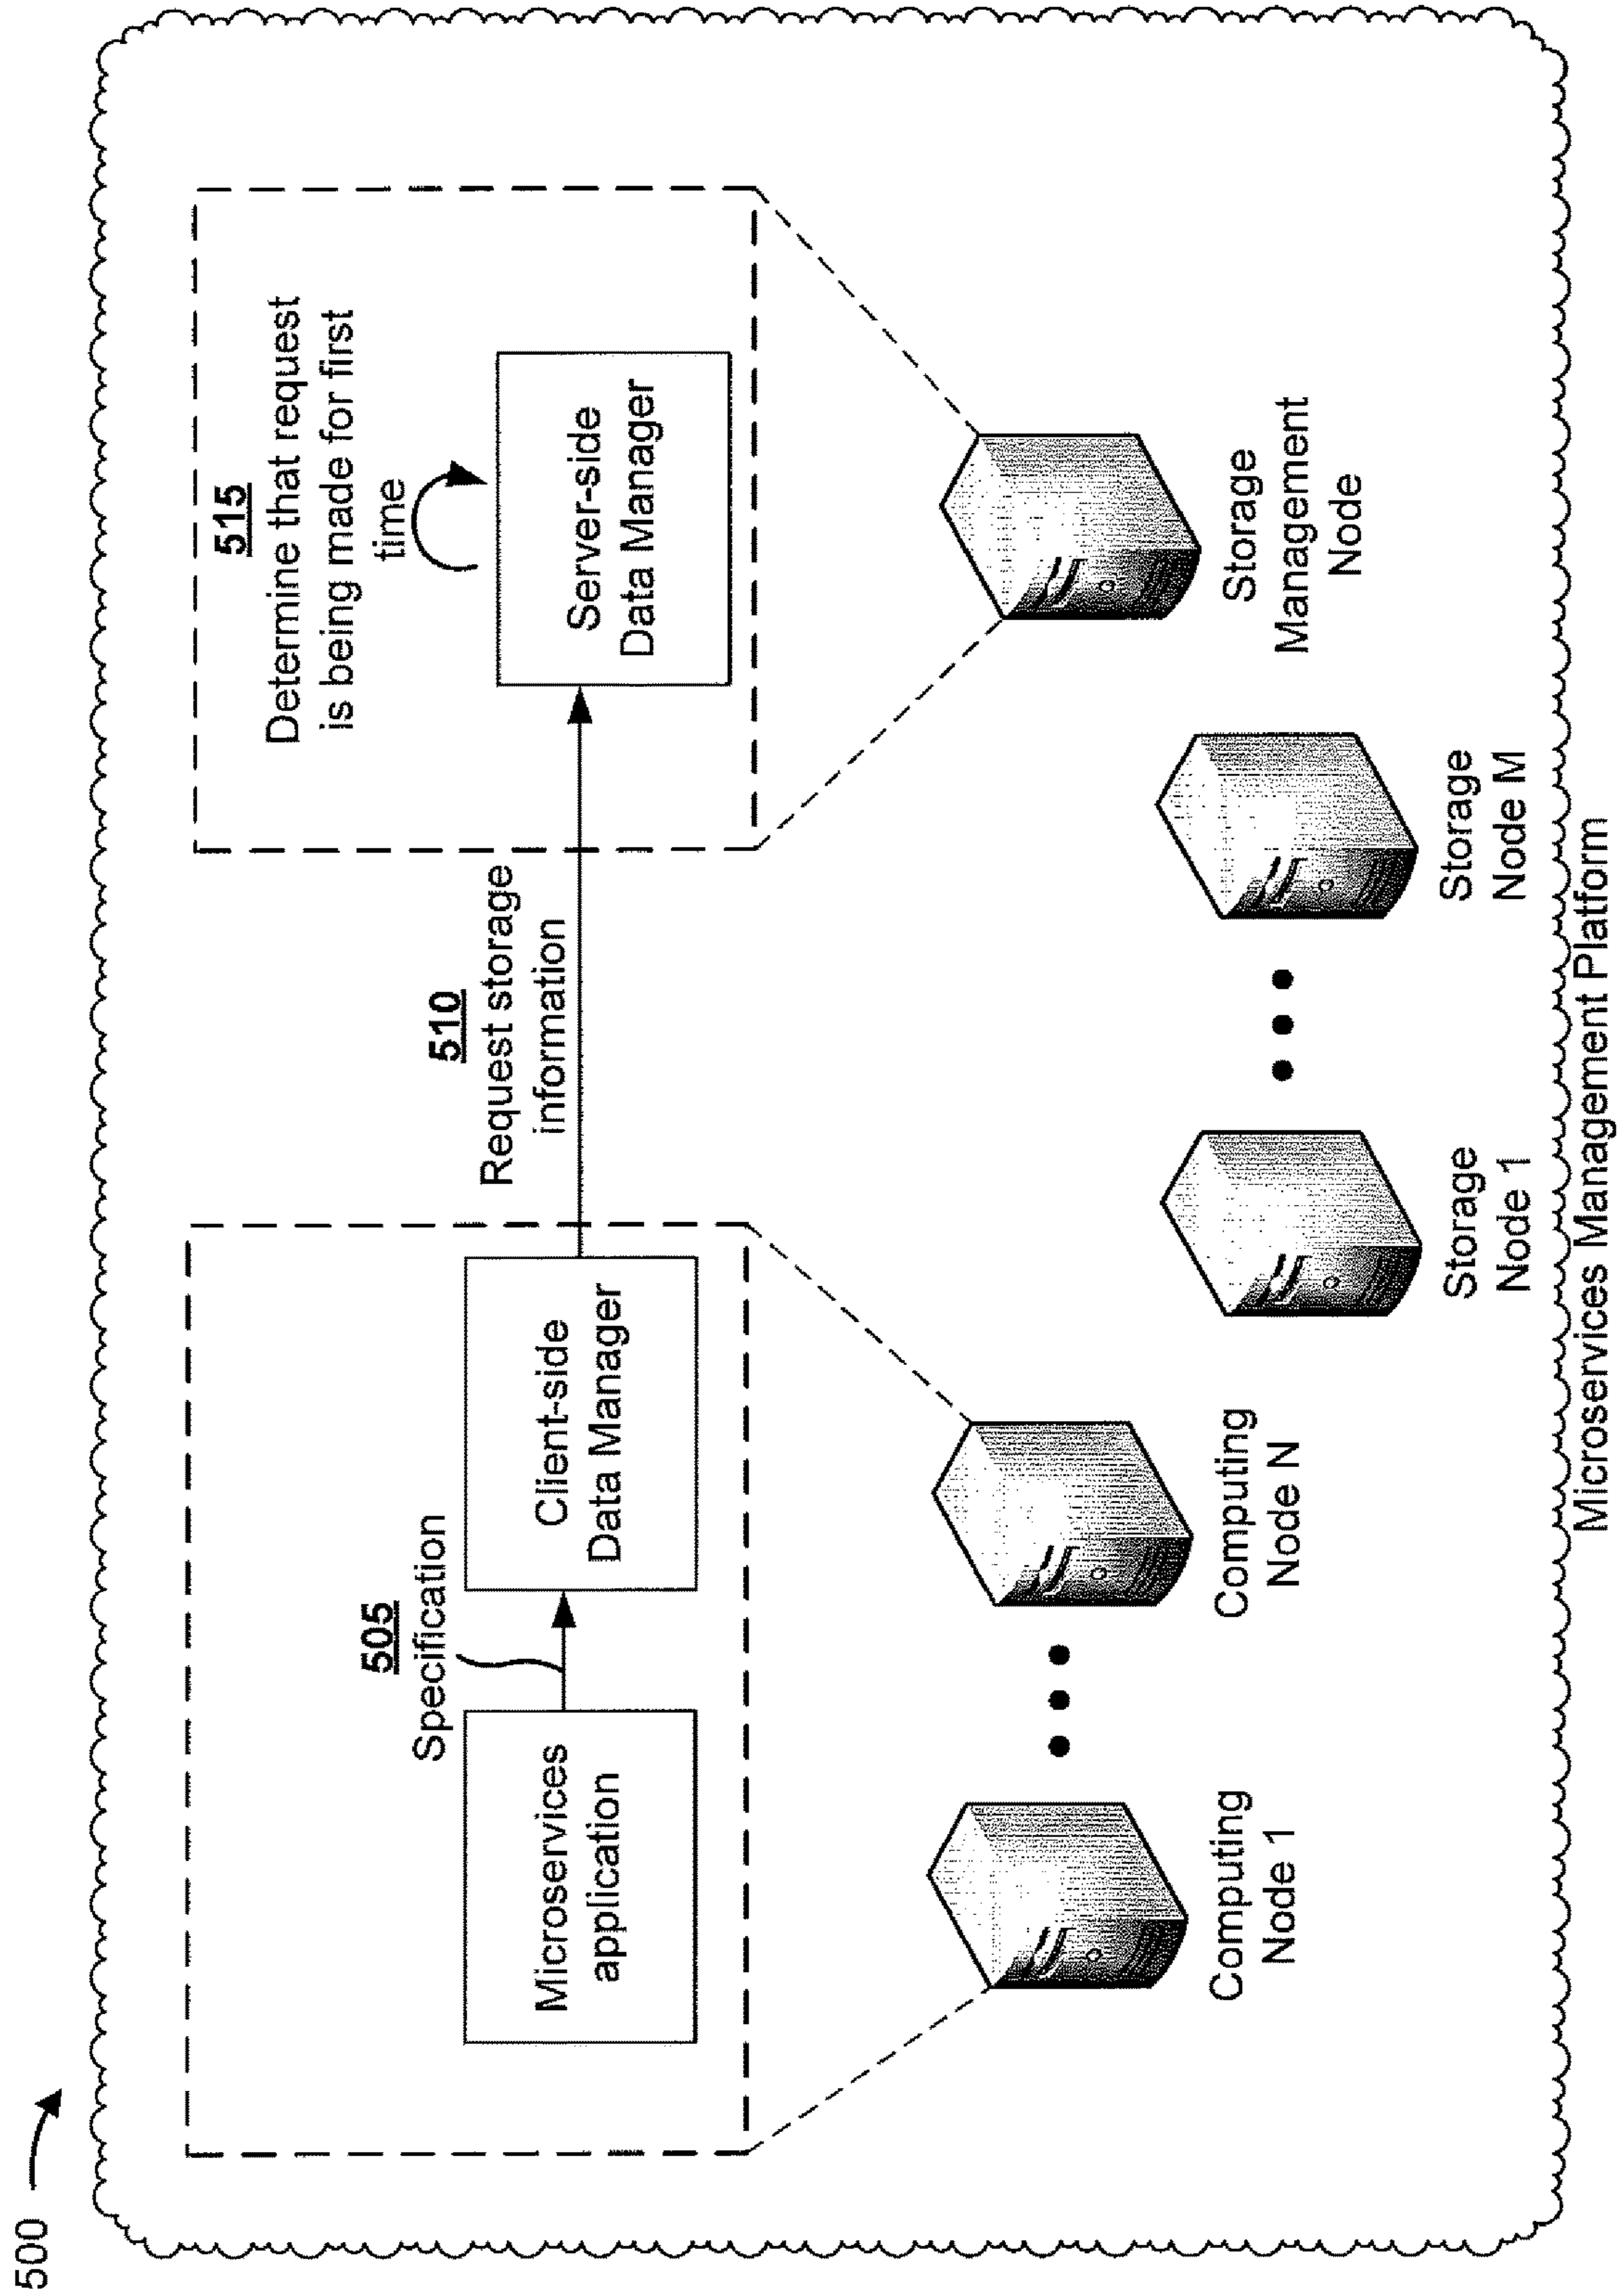 500
505
Specification
Microservices
application
Client-side
Data Manager
510
Request storage
information
515
Determine that request
is being made for first
time
Server-side
Data Manager
Computing
Node 1
Computing
Node N
Storage
Node 1
Storage
Node M
Storage
Management
Node
Microservices Management Platform